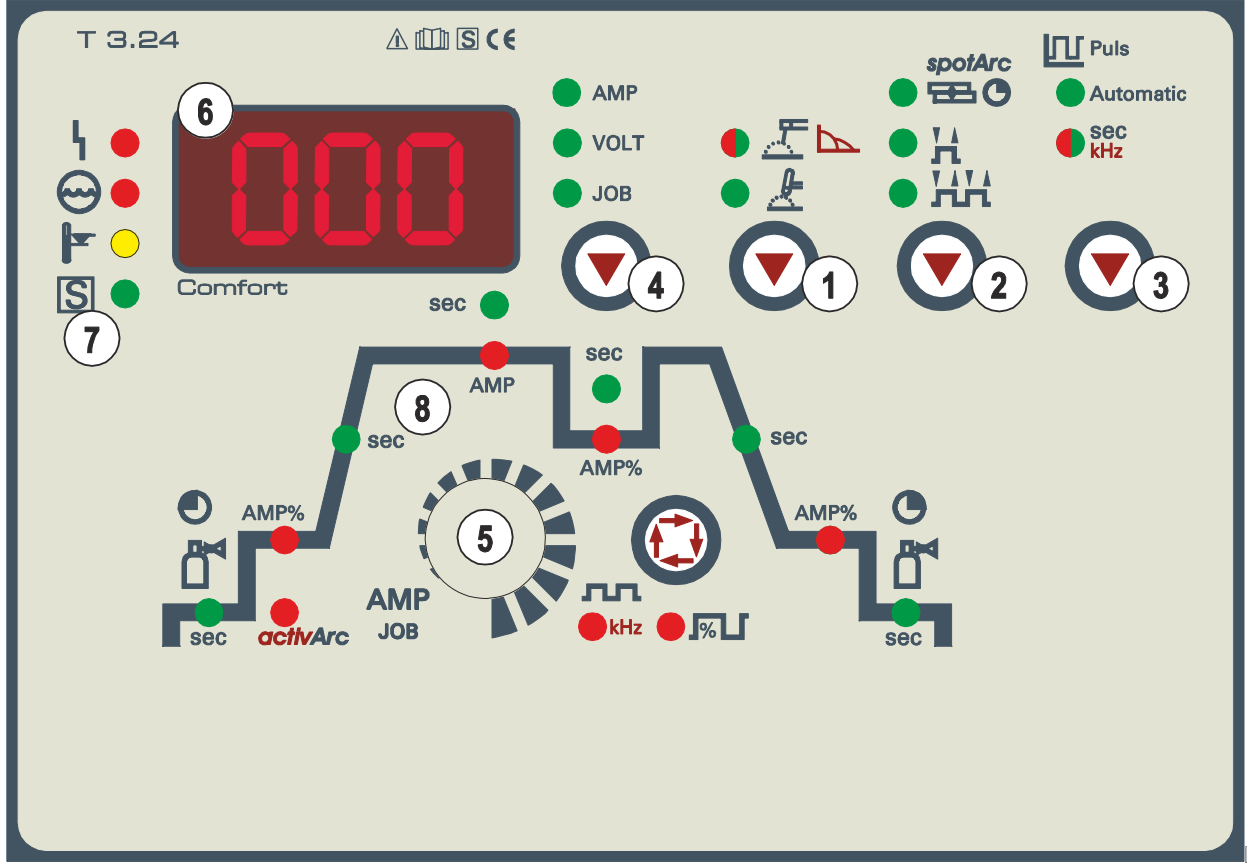 T 3.24
S CE
Puls
spotArc
6
AMP
Automatic
000
VOLT
sec
kHz
JOB
S
Comfort
4
1
2
3
7
sec
sec
AMP
8
sec
sec
AMP%
AMP%
AMP%
5
AMP
JOB
kHz
%
sec
activArc
sec